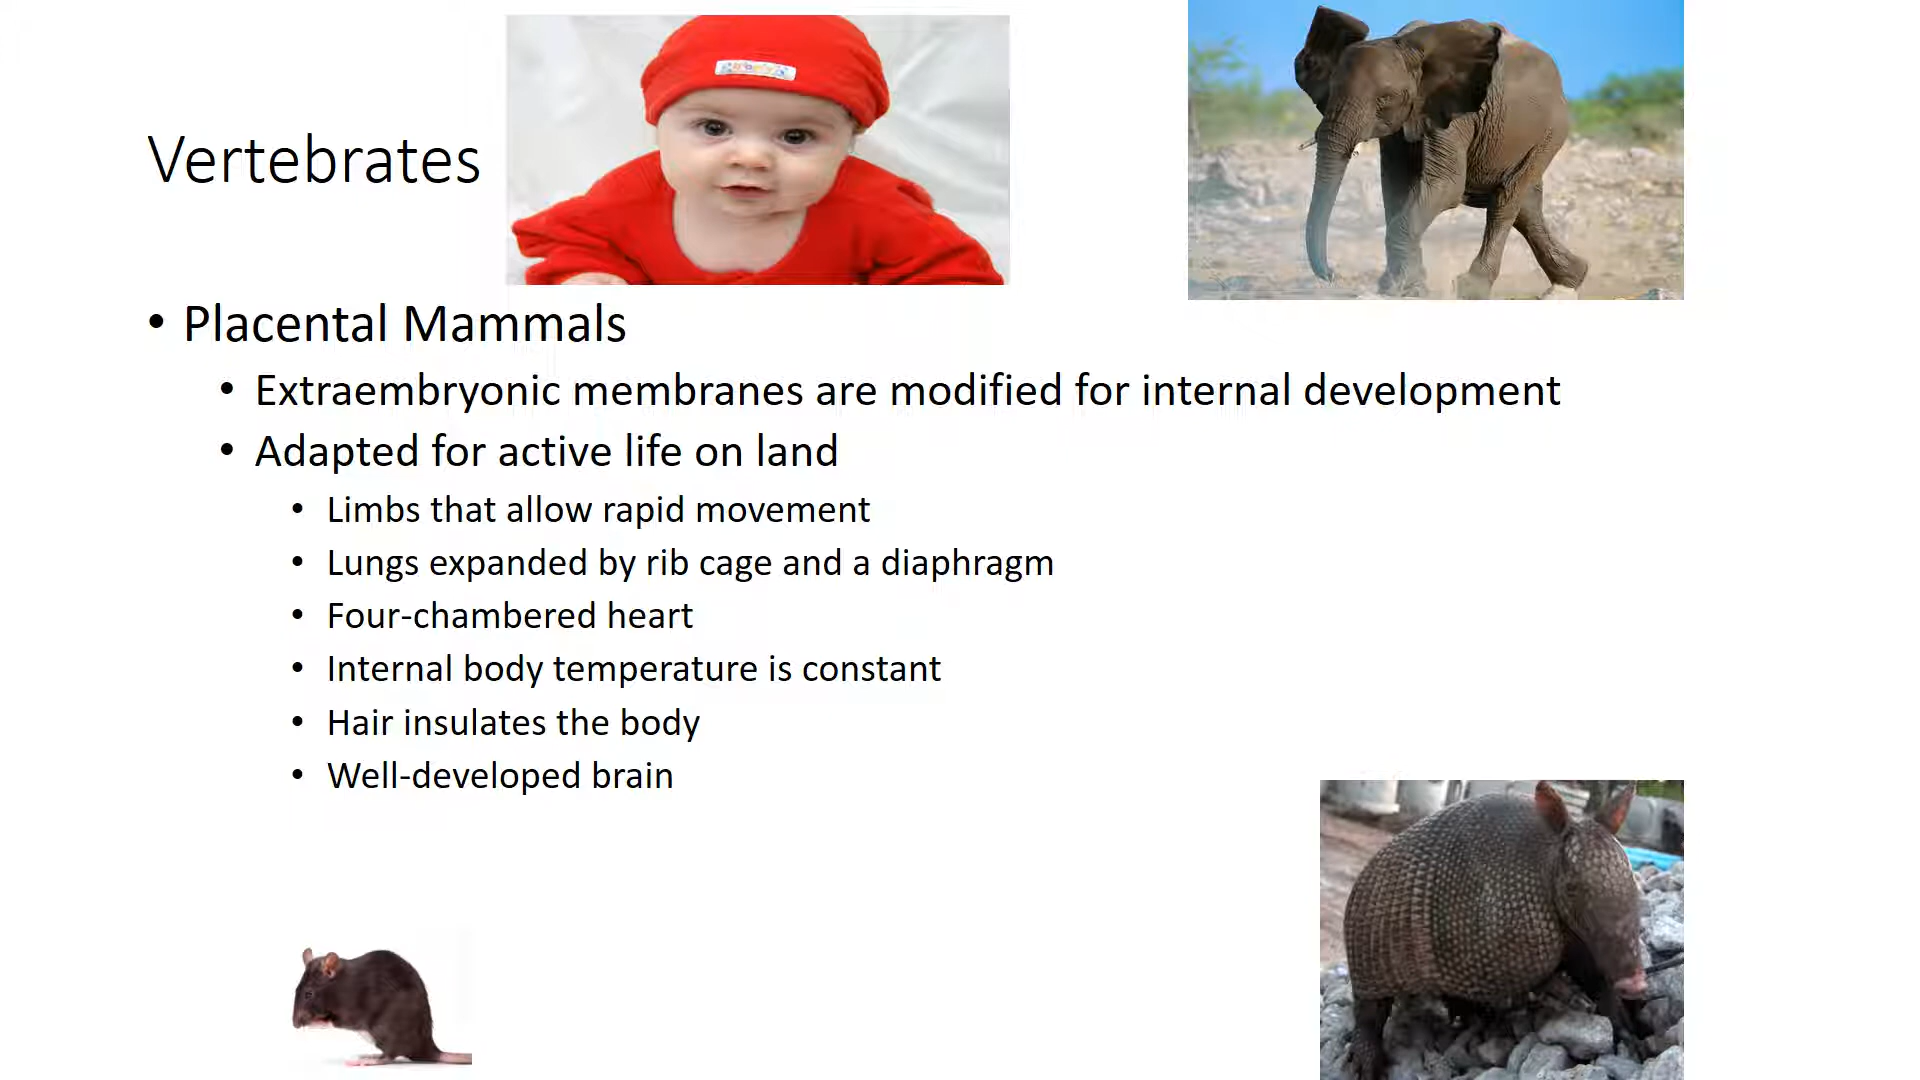 Vertebrates
• Placental Mammals
• Extraembryonic membranes are modified for internal development
• Adapted for active life on land
• Limbs that allow rapid movement
• Lungs expanded by rib cage and a diaphragm
• Four-chambered heart
• Internal body temperature is constant
• Hair insulates the body
• Well-developed brain